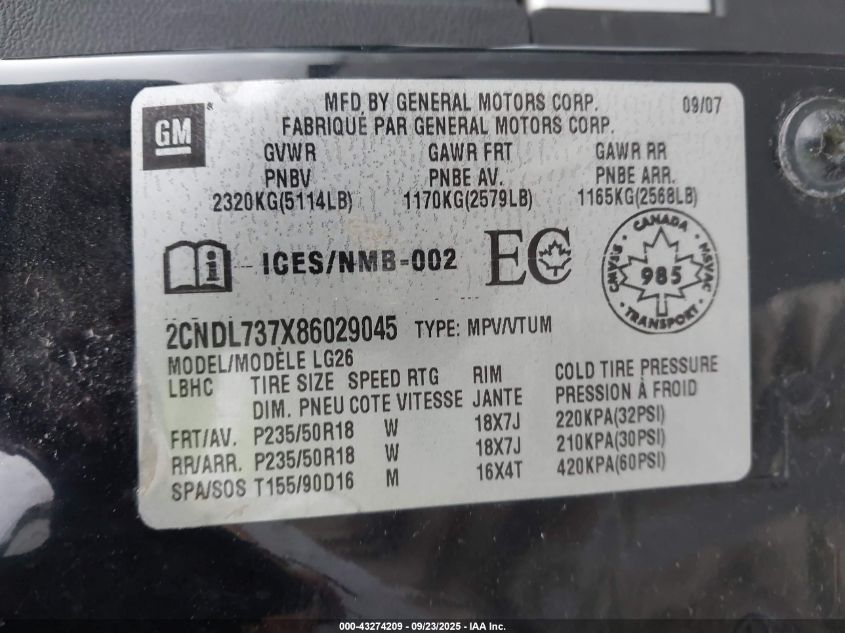 GM ®
MFD BY GENERAL MOTORS CORP. 09/07
FABRIQUÉ PAR GENERAL MOTORS CORP.
GVWR GAWR FRT GAWR RR
PNBV PNBE AV. PNBE ARR.
2320KG(5114LB) 1170KG(2579LB) 1165KG(2568LB)
ICES/NMB-002 EC
CANADA
CMVSS NSVAC
985
TRANSPORT
2CNDL737X86029045 TYPE: MPV/VTUM
MODEL/MODÈLE LG26
LBHC TIRE SIZE SPEED RTG RIM COLD TIRE PRESSURE
DIM. PNEU COTE VITESSE JANTE PRESSION À FROID
FRT/AV. P235/50R18 W 18X7J 220KPA(32PSI)
RR/ARR. P235/50R18 W 18X7J 210KPA(30PSI)
SPA/SOS T155/90D16 M 16X4T 420KPA(60PSI)
000-43274209 - 09/23/2025 - IAA Inc.